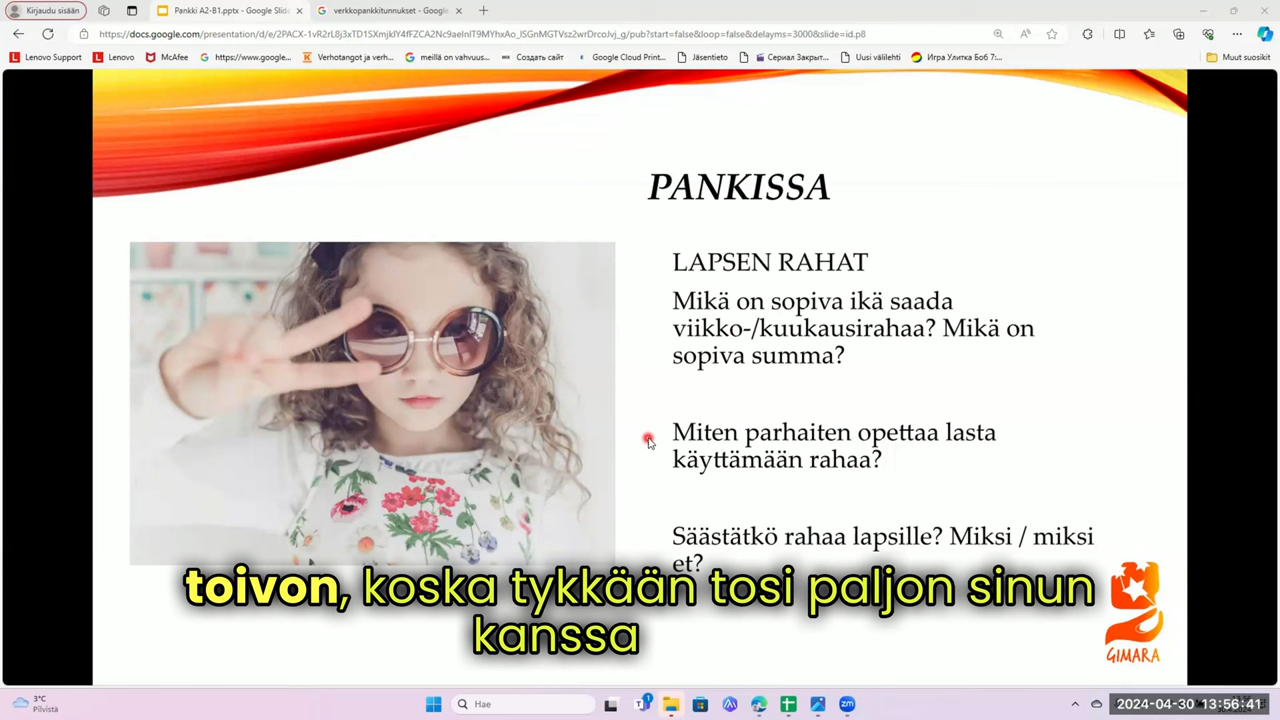 Kirjaudu sisään
Pankki A2-B1.pptx - Google Slide
verkkopankkitunnukset - Google
https://docs.google.com/presentation/d/e/2PACX-1vR2rL8j3xTD1SXmjklY4fFZCA2Nc9aeInlT9MYhxAo_lSGnMGTVsz2wrDrcoJvj_g/pub?start=false&loop=false&delayms=3000&slide=id.p8
Lenovo Support
Lenovo
McAfee
https://www.google...
Verhotangot ja verh...
meillä on vahvuus...
Создать сайт
Google Cloud Print...
Jäsentieto
Сериал Закрыт...
Uusi välilehti
Игра Улитка Боб 7:...
Muut suosikit
PANKISSA
LAPSEN RAHAT
Mikä on sopiva ikä saada
viikko-/kuukausirahaa? Mikä on
sopiva summa?
Miten parhaiten opettaa lasta
käyttämään rahaa?
Säästätkö rahaa lapsille? Miksi / miksi
et?
toivon, koska tykkään tosi paljon sinun
kanssa
GIMARA
3°C
Pilvistä
Hae
2024-04-30 13:56:41